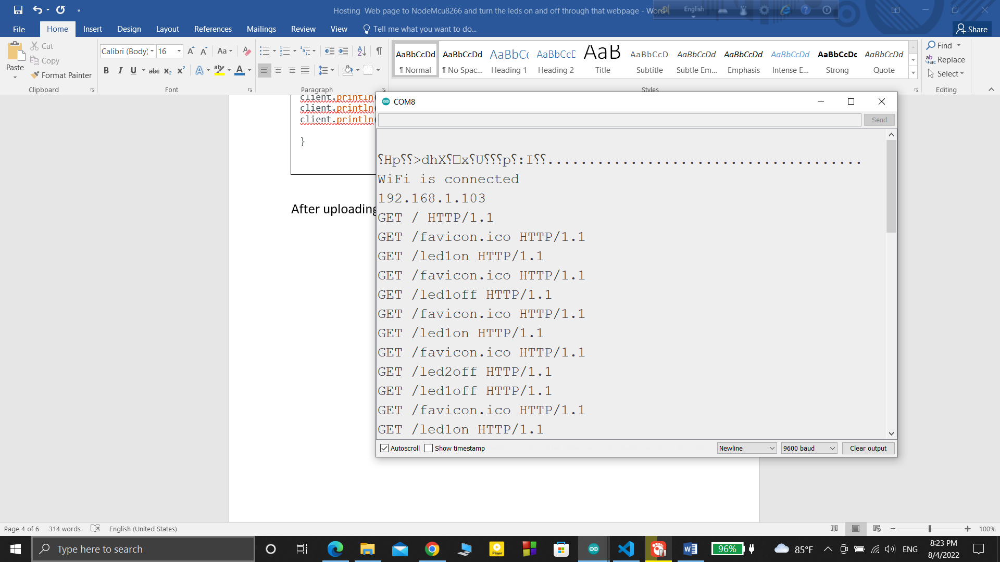 Hosting Web page to NodeMcu8266 and turn the leds on and off through that webpage - Word
English
File Home Insert Design Layout References Mailings Review View Tell me what you want to do... Share
Paste
Cut
Copy
Format Painter
Clipboard
Calibri (Body) 16
Font
Paragraph
AaBbCcDd AaBbCcDd AaBbCc AaBbCcD AaB AaBbCcD AaBbCcDd AaBbCcDd AaBbCcDd AaBbCcDc AaBbCcDd
¶ Normal ¶ No Spac... Heading 1 Heading 2 Title Subtitle Subtle Em... Emphasis Intense E... Strong Quote
Styles
Find
Replace
Select
Editing
client.println(
client.println(
client.println(
}
After uploading
COM8
Send
⸮Hp⸮⸮>dhX⸮□x⸮U⸮⸮⸮p⸮:I⸮⸮......................................
WiFi is connected
192.168.1.103
GET / HTTP/1.1
GET /favicon.ico HTTP/1.1
GET /led1on HTTP/1.1
GET /favicon.ico HTTP/1.1
GET /led1off HTTP/1.1
GET /favicon.ico HTTP/1.1
GET /led1on HTTP/1.1
GET /favicon.ico HTTP/1.1
GET /led2off HTTP/1.1
GET /led1off HTTP/1.1
GET /favicon.ico HTTP/1.1
GET /led1on HTTP/1.1
Autoscroll Show timestamp Newline 9600 baud Clear output
Page 4 of 6 314 words English (United States) 100%
Type here to search
Player
96% 85°F ENG
8:23 PM
8/4/2022